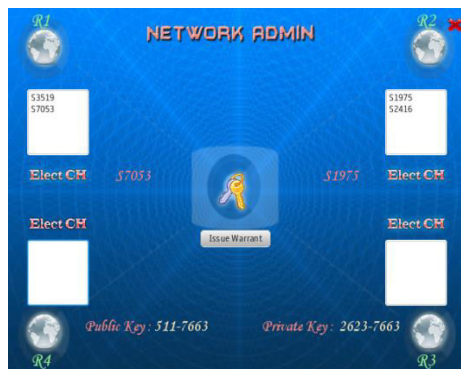 R1
R2
NETWORK ADMIN
S3519
S7053
S1975
S2416
Elect CH
S7053
S1975
Elect CH
Elect CH
Elect CH
Issue Warrant
Public Key : 511-7663
Private Key : 2623-7663
R4
R3